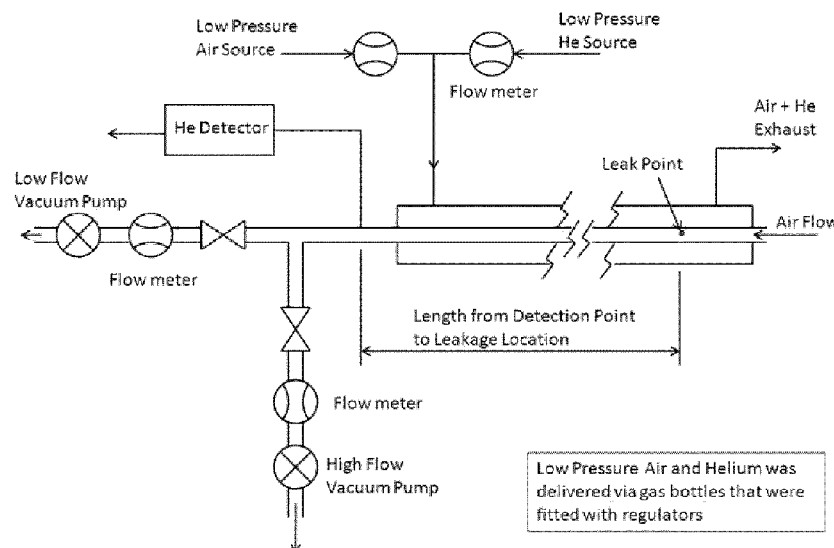 Low Pressure
Air Source
Low Pressure
He Source
Flow meter
He Detector
Air + He
Exhaust
Leak Point
Low Flow
Vacuum Pump
Air Flow
Flow meter
Length from Detection Point
to Leakage Location
Flow meter
High Flow
Vacuum Pump
Low Pressure Air and Helium was
delivered via gas bottles that were
fitted with regulators